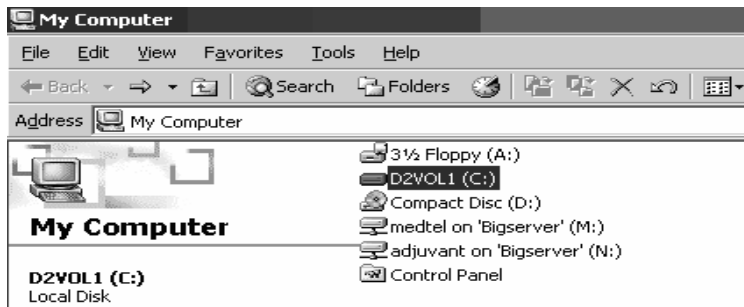 My Computer
File Edit View Favorites Tools Help
Back Search Folders
Address My Computer
3½ Floppy (A:)
D2VOL1 (C:)
Compact Disc (D:)
medtel on 'Bigserver' (M:)
adjuvant on 'Bigserver' (N:)
Control Panel
My Computer
D2VOL1 (C:)
Local Disk